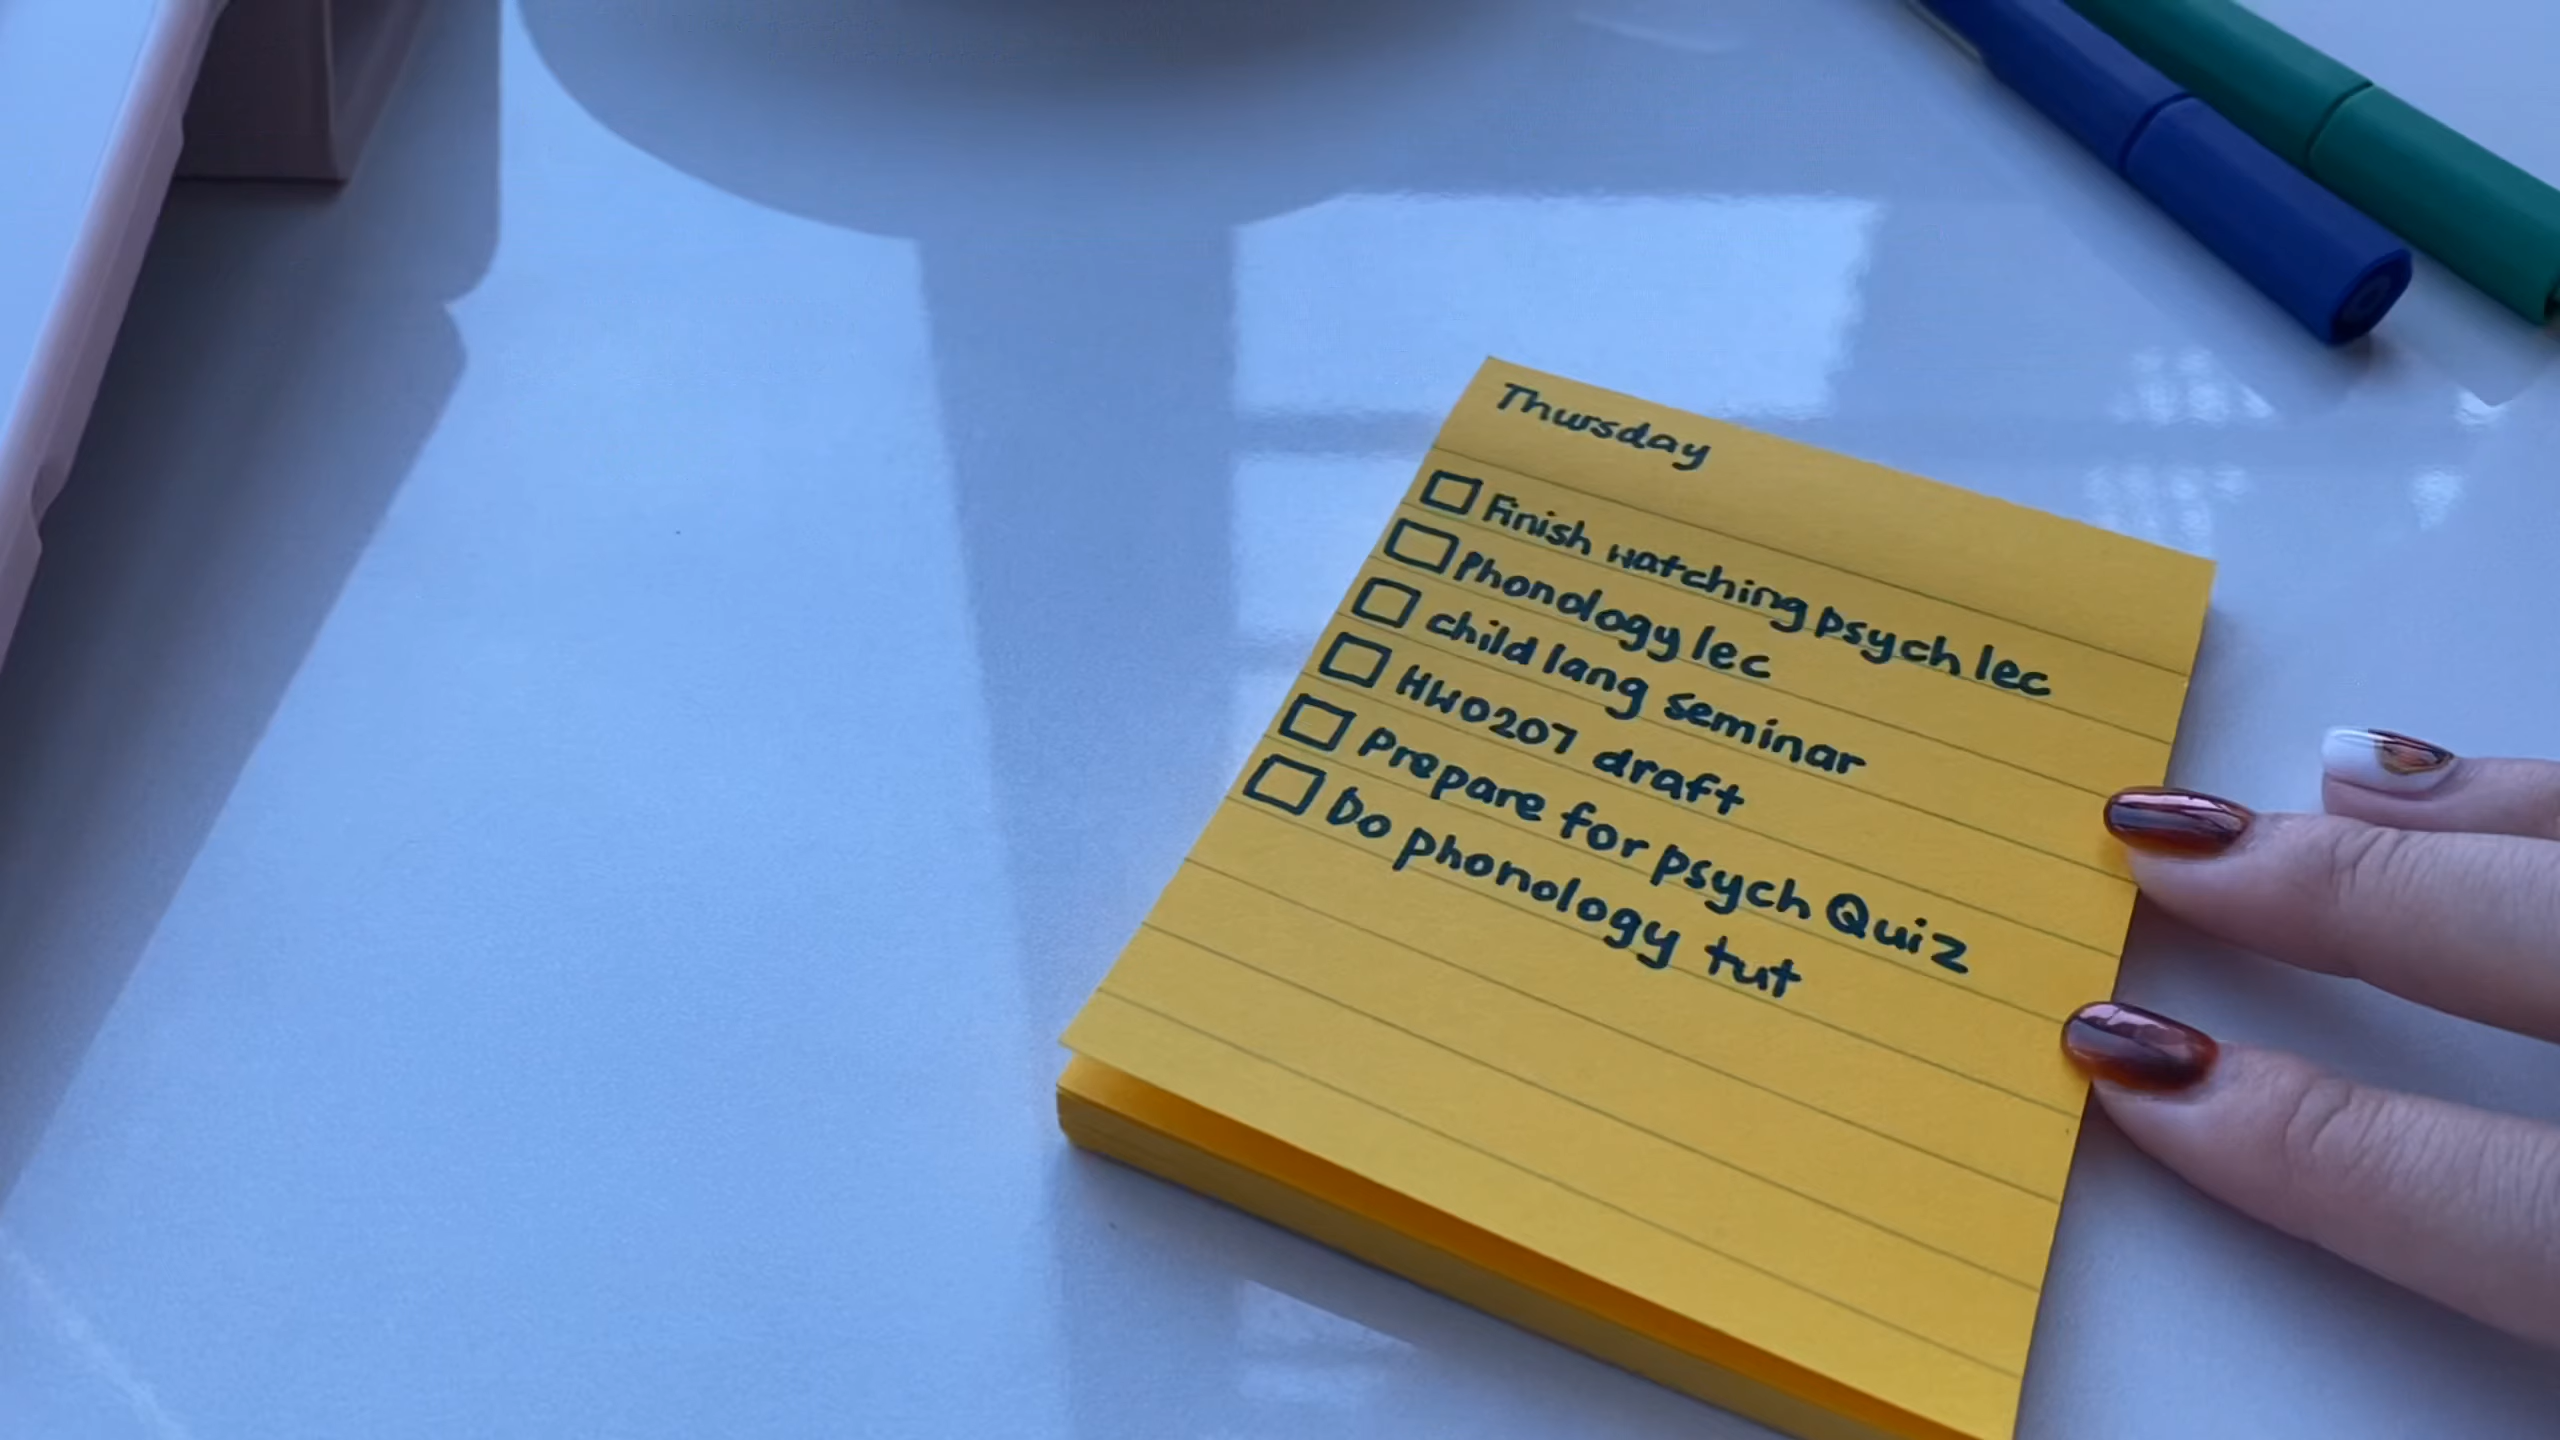 Thursday
Finish watching psych lec
Phonology lec
child lang seminar
HW0207 draft
Prepare for psych Quiz
Do phonology tut